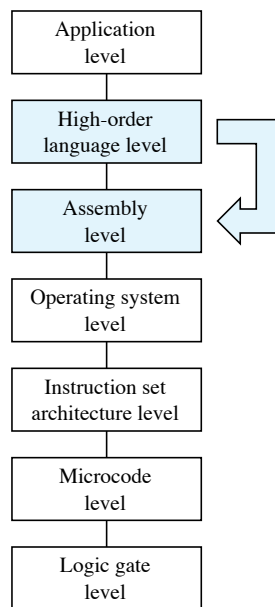 Application
level
High-order
language level
Assembly
level
Operating system
level
Instruction set
architecture level
Microcode
level
Logic gate
level